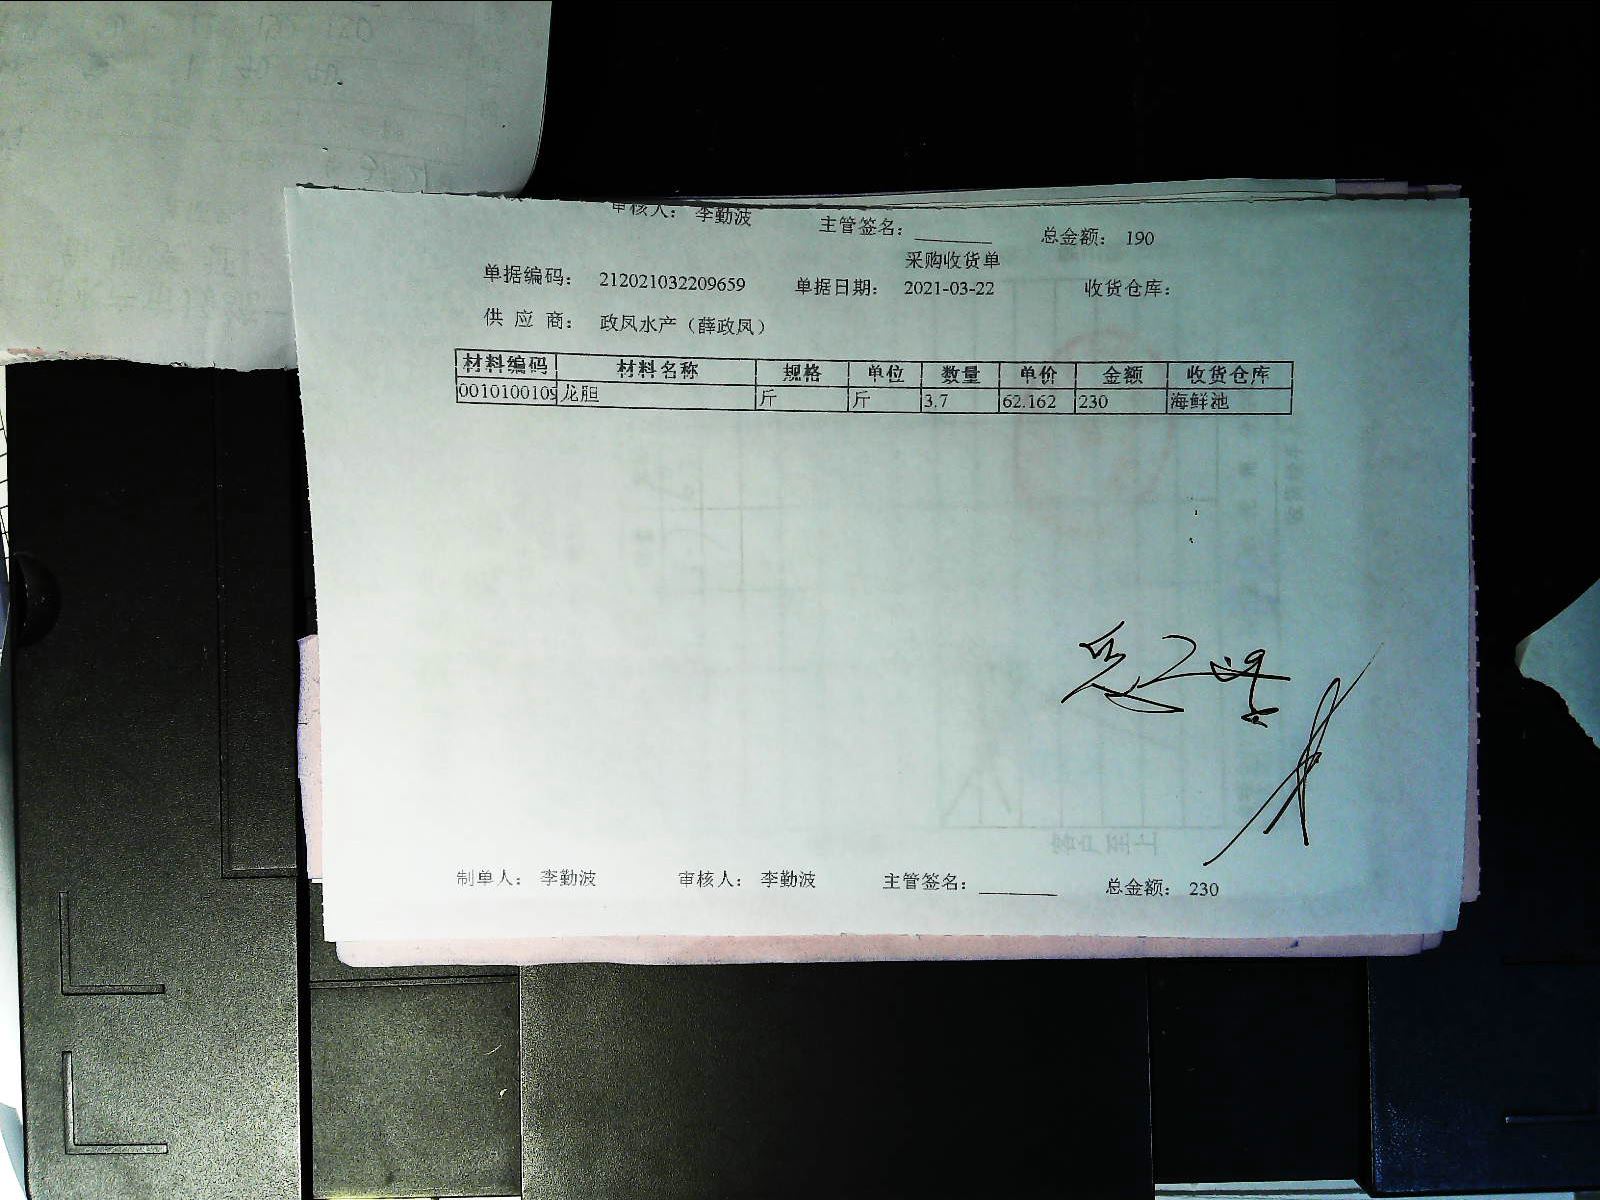 审核人： 李勤波 主管签名： 总金额： 190
采购收货单
单据编码： 212021032209659 单据日期： 2021-03-22 收货仓库：
供 应 商： 政凤水产（薛政凤）
材料编码 材料名称 规格 单位 数量 单价 金额 收货仓库
0010100109 龙胆 斤 斤 3.7 62.162 230 海鲜池
制单人： 李勤波 审核人： 李勤波 主管签名： 总金额： 230